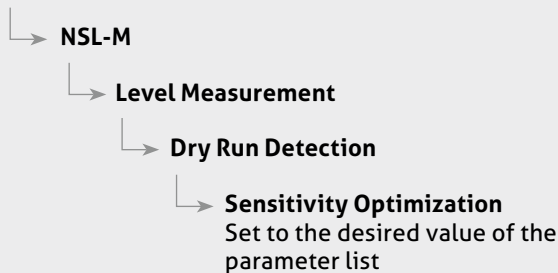 NSL-M
Level Measurement
Dry Run Detection
Sensitivity Optimization
Set to the desired value of the
parameter list